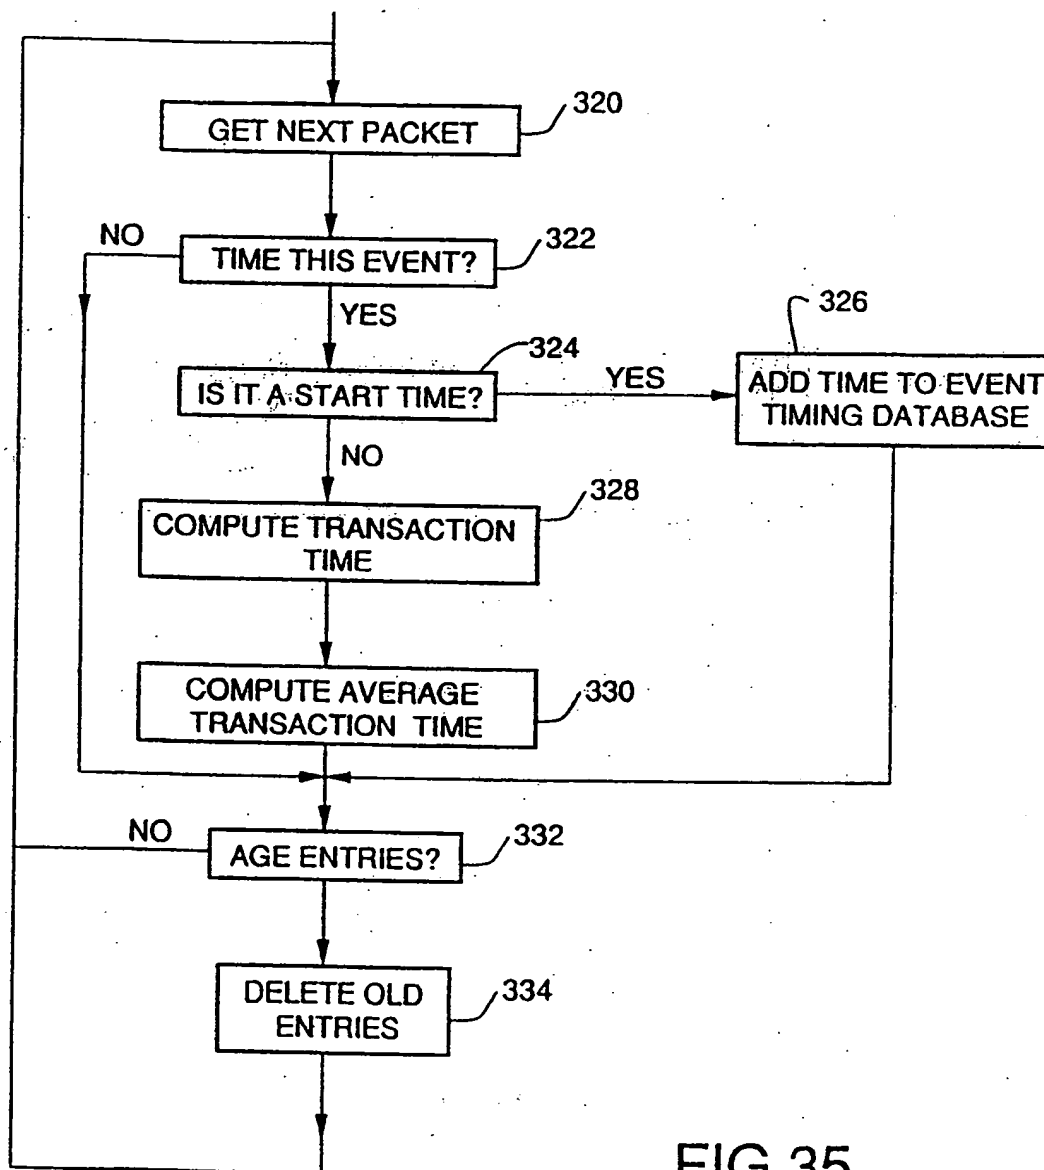 320
GET NEXT PACKET
NO
322
TIME THIS EVENT?
YES
326
324
IS IT A START TIME?
YES
ADD TIME TO EVENT
TIMING DATABASE
NO
328
COMPUTE TRANSACTION
TIME
330
COMPUTE AVERAGE
TRANSACTION TIME
NO
332
AGE ENTRIES?
334
DELETE OLD
ENTRIES
FIG 35